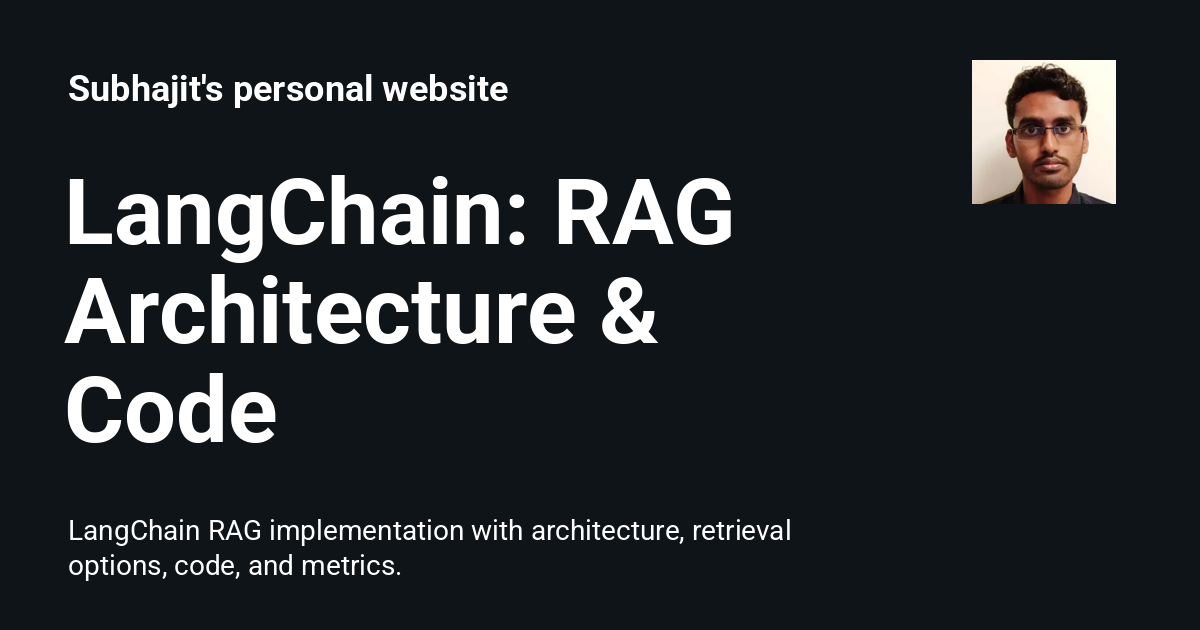 Subhajit's personal website
LangChain: RAG
Architecture &
Code
LangChain RAG implementation with architecture, retrieval
options, code, and metrics.